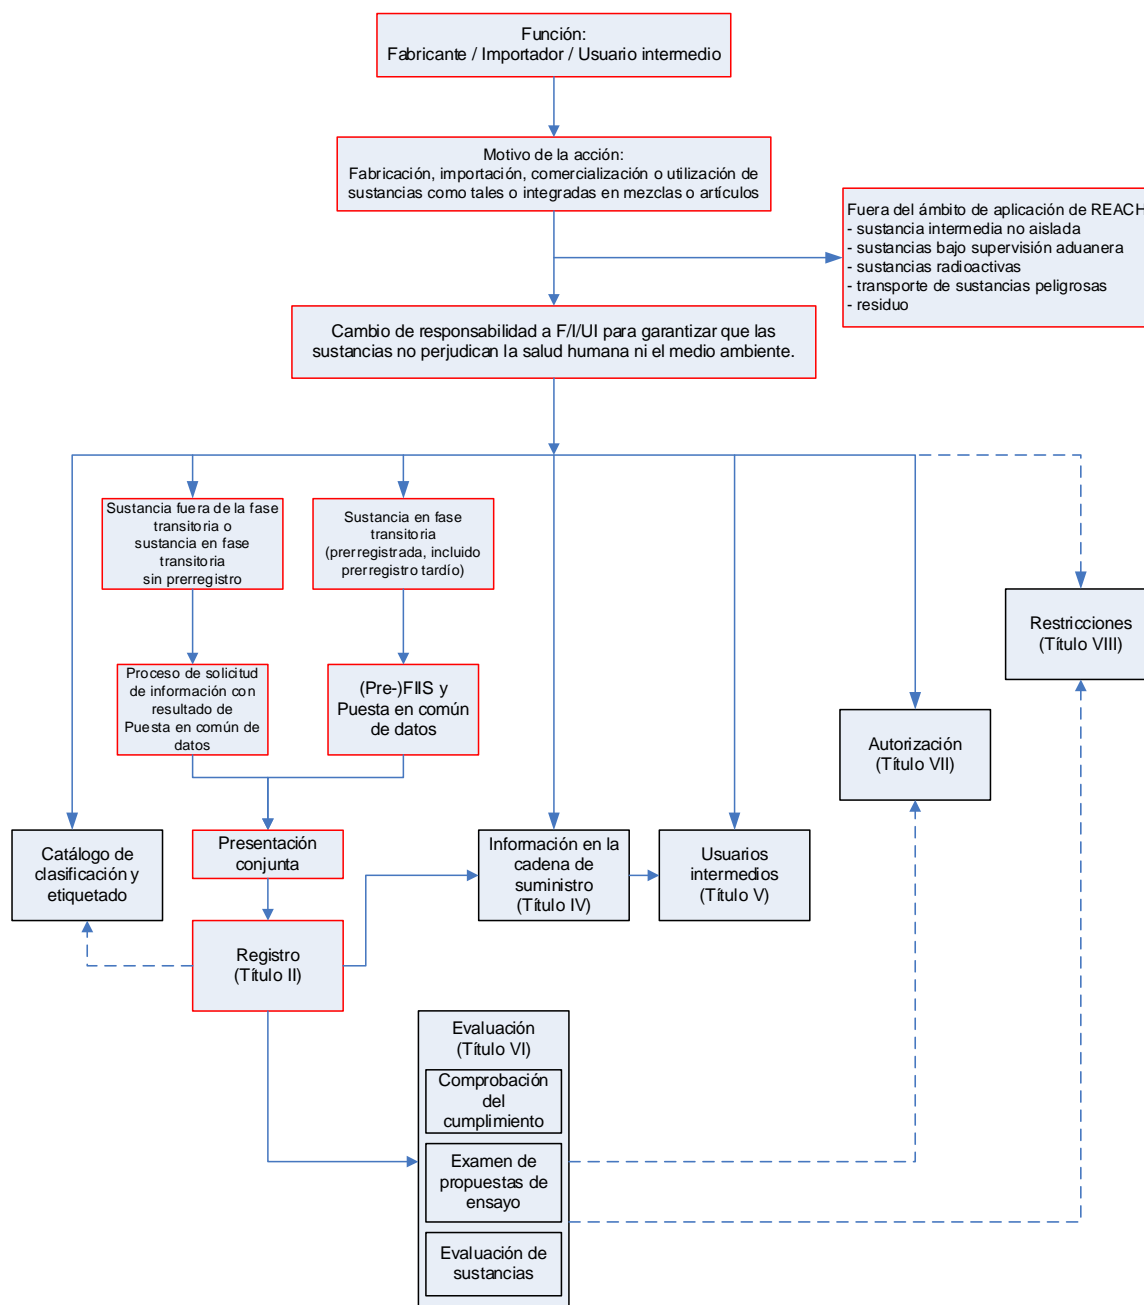 Función:
Fabricante / Importador / Usuario intermedio
Motivo de la acción:
Fabricación, importación, comercialización o utilización de
sustancias como tales o integradas en mezclas o artículos
Fuera del ámbito de aplicación de REACH
- sustancia intermedia no aislada
- sustancias bajo supervisión aduanera
- sustancias radioactivas
- transporte de sustancias peligrosas
- residuo
Cambio de responsabilidad a F/I/UI para garantizar que las
sustancias no perjudican la salud humana ni el medio ambiente.
Sustancia fuera de la fase
transitoria o
sustancia en fase
transitoria
sin prerregistro
Sustancia en fase
transitoria
(prerregistrada, incluido
prerregistro tardío)
Restricciones
(Título VIII)
Proceso de solicitud
de información con
resultado de
Puesta en común de
datos
(Pre-)FIIS y
Puesta en común
de datos
Autorización
(Título VII)
Catálogo de
clasificación y
etiquetado
Presentación
conjunta
Información en la
cadena de
suministro
(Título IV)
Usuarios
intermedios
(Título V)
Registro
(Título II)
Evaluación
(Título VI)
Comprobación
del
cumplimiento
Examen de
propuestas de
ensayo
Evaluación de
sustancias